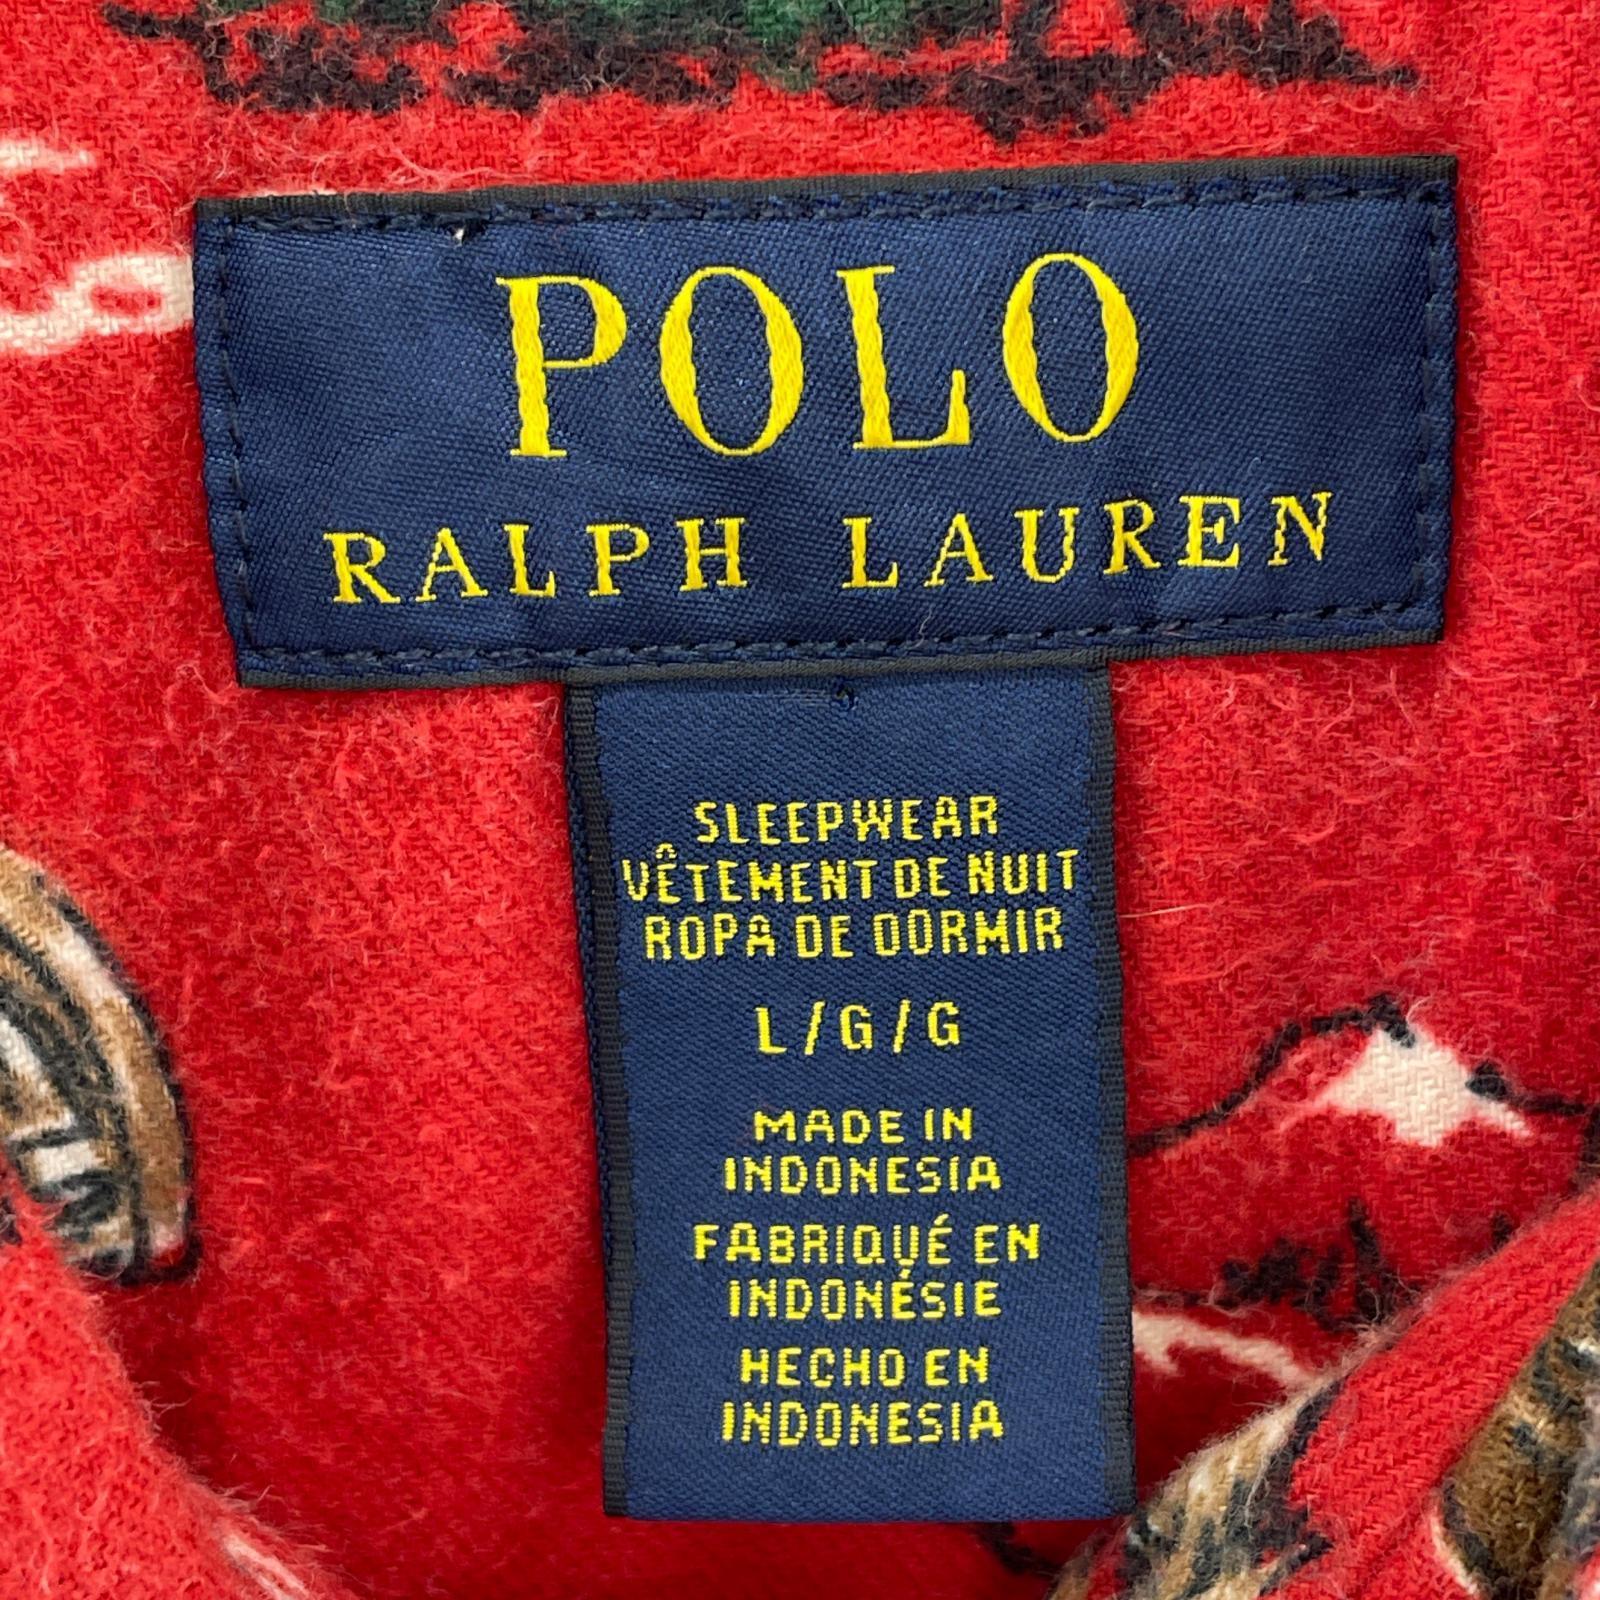 POLO
RALPH LAUREN
SLEEPWEAR
VÊTEMENT DE NUIT
ROPA DE DORMIR
L/G/G
MADE IN
INDONESIA
FABRIQUÉ EN
INDONÉSIE
HECHO EN
INDONESIA